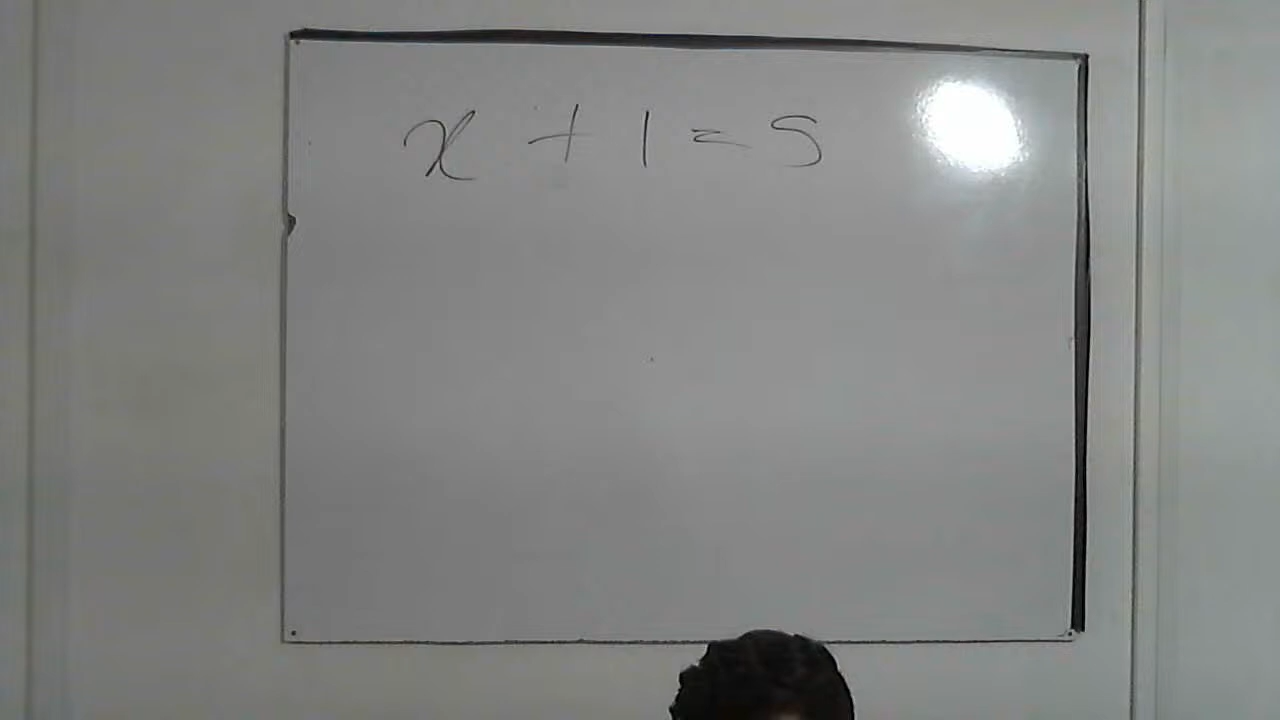 x + 1 = 5